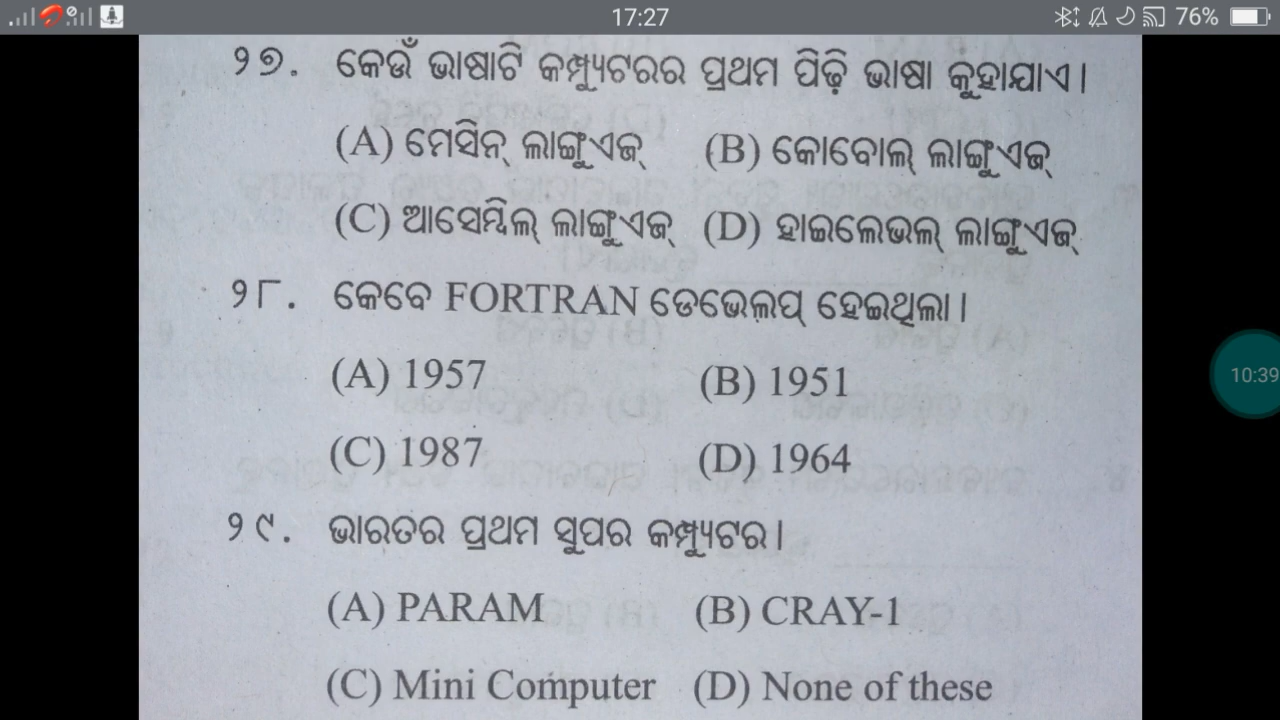 17:27
76%
୨୭. କେଉଁ ଭାଷାଟି କମ୍ପ୍ୟୁଟରର ପ୍ରଥମ ପିଢ଼ି ଭାଷା କୁହାଯାଏ।
(A) ମେସିନ୍ ଲାଙ୍ଗୁଏଜ୍ (B) କୋବୋଲ୍ ଲାଙ୍ଗୁଏଜ୍
(C) ଆସେମ୍ଭିଲ୍ ଲାଙ୍ଗୁଏଜ୍ (D) ହାଇଲେଭଲ୍ ଲାଙ୍ଗୁଏଜ୍
୨୮. କେବେ FORTRAN ଡେଭେଲପ୍ ହେଇଥିଲା।
(A) 1957 (B) 1951
(C) 1987 (D) 1964
10:39
୨୯. ଭାରତର ପ୍ରଥମ ସୁପର କମ୍ପ୍ୟୁଟର।
(A) PARAM (B) CRAY-1
(C) Mini Computer (D) None of these